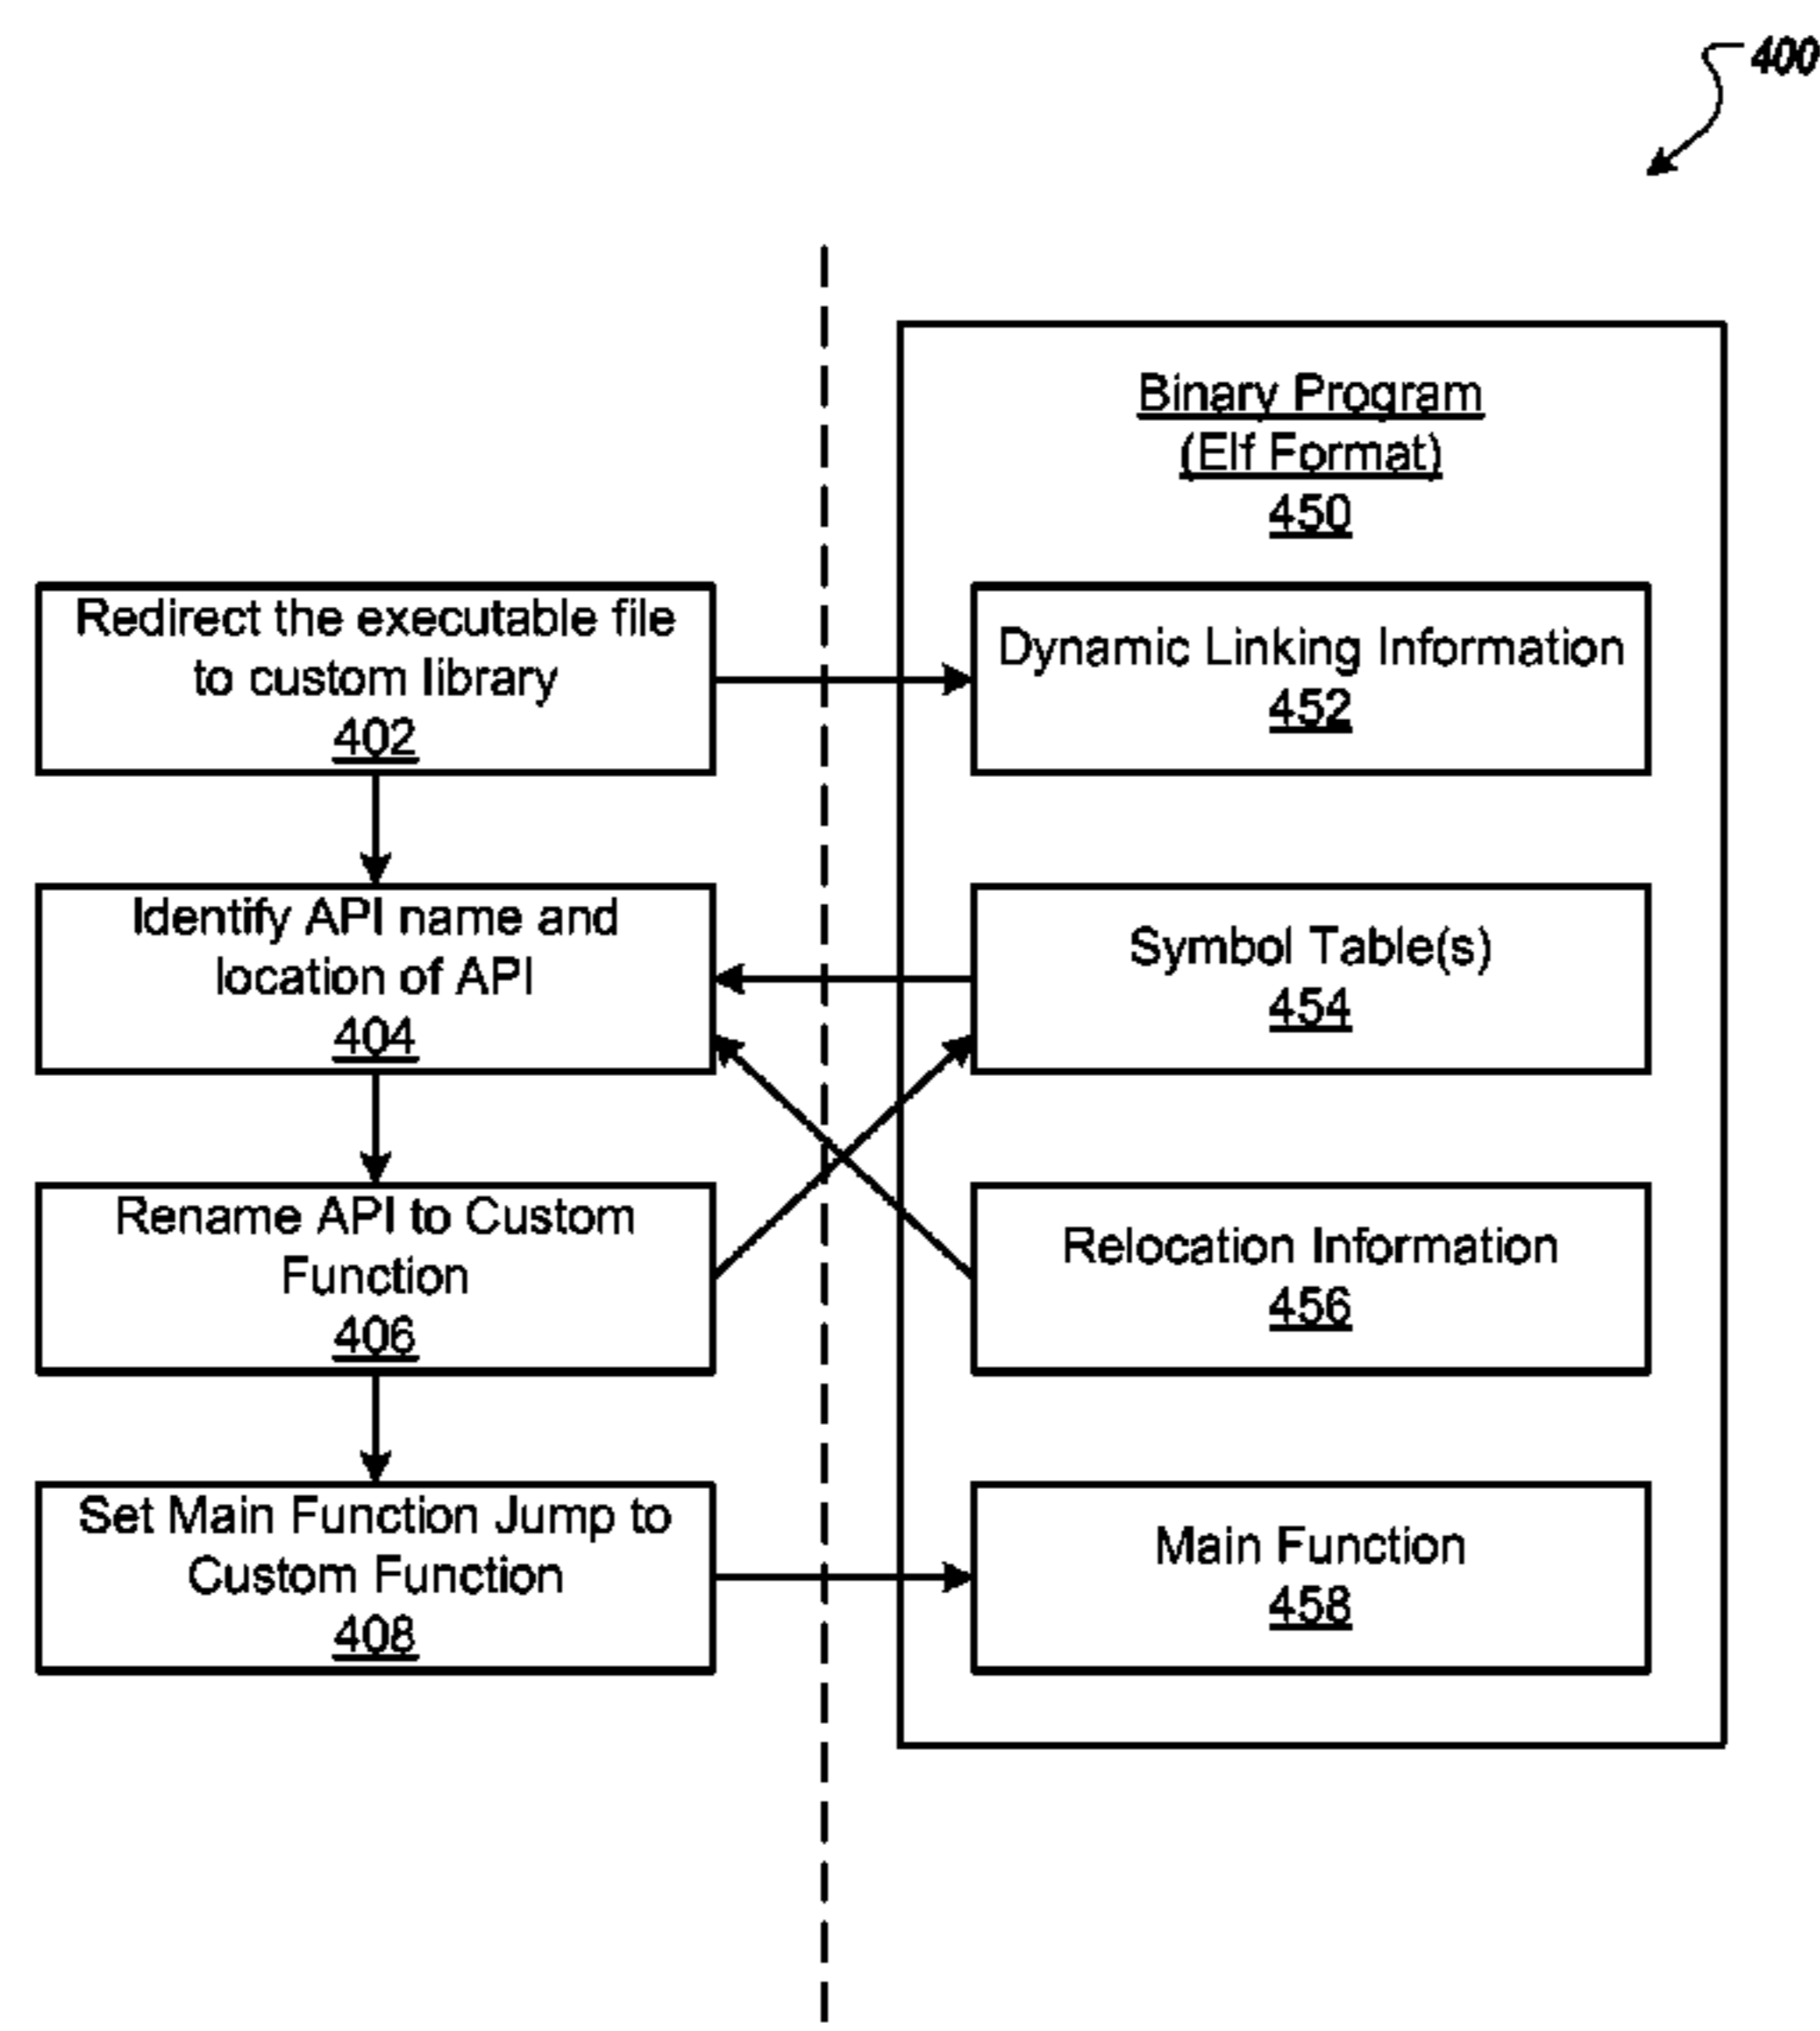 400
Binary Program
(Elf Format)
450
Redirect the executable file
to custom library
402
Dynamic Linking Information
452
Identify API name and
location of API
404
Symbol Table(s)
454
Rename API to Custom
Function
406
Relocation Information
456
Set Main Function Jump to
Custom Function
408
Main Function
458